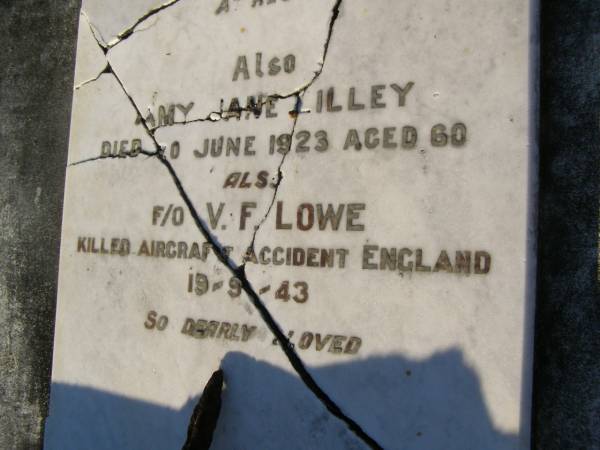 Also
AMY JANE LILLEY
DIED 20 JUNE 1923 AGED 60
ALSO
F/O V. F. LOWE
KILLED AIRCRAFT ACCIDENT ENGLAND
19-9-43
SO DEARLY LOVED